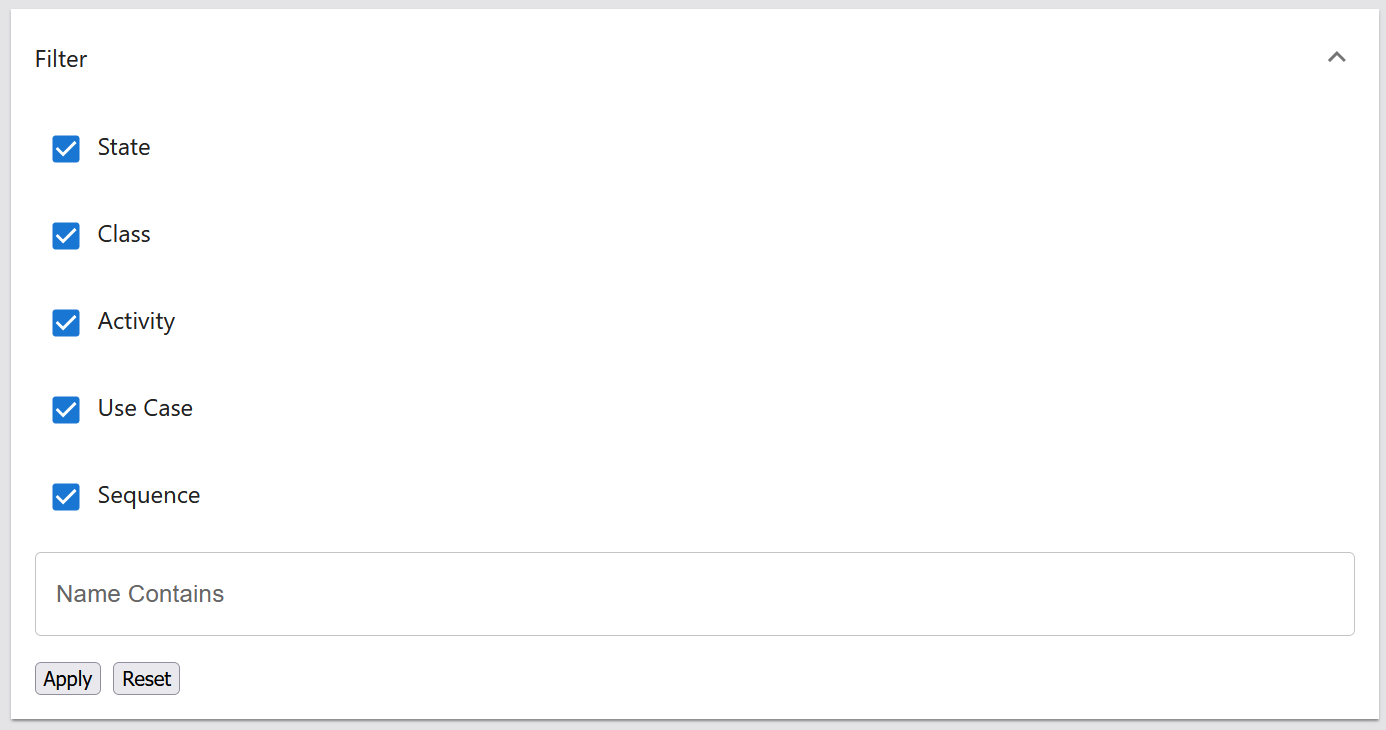 Filter
State
Class
Activity
Use Case
Sequence
Name Contains
Apply Reset